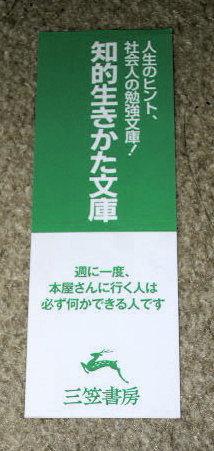 人生のヒント、
社会人の勉強文庫!
知的生きかた文庫
週に一度、
本屋さんに行く人は
必ず何かできる人です
三笠書房